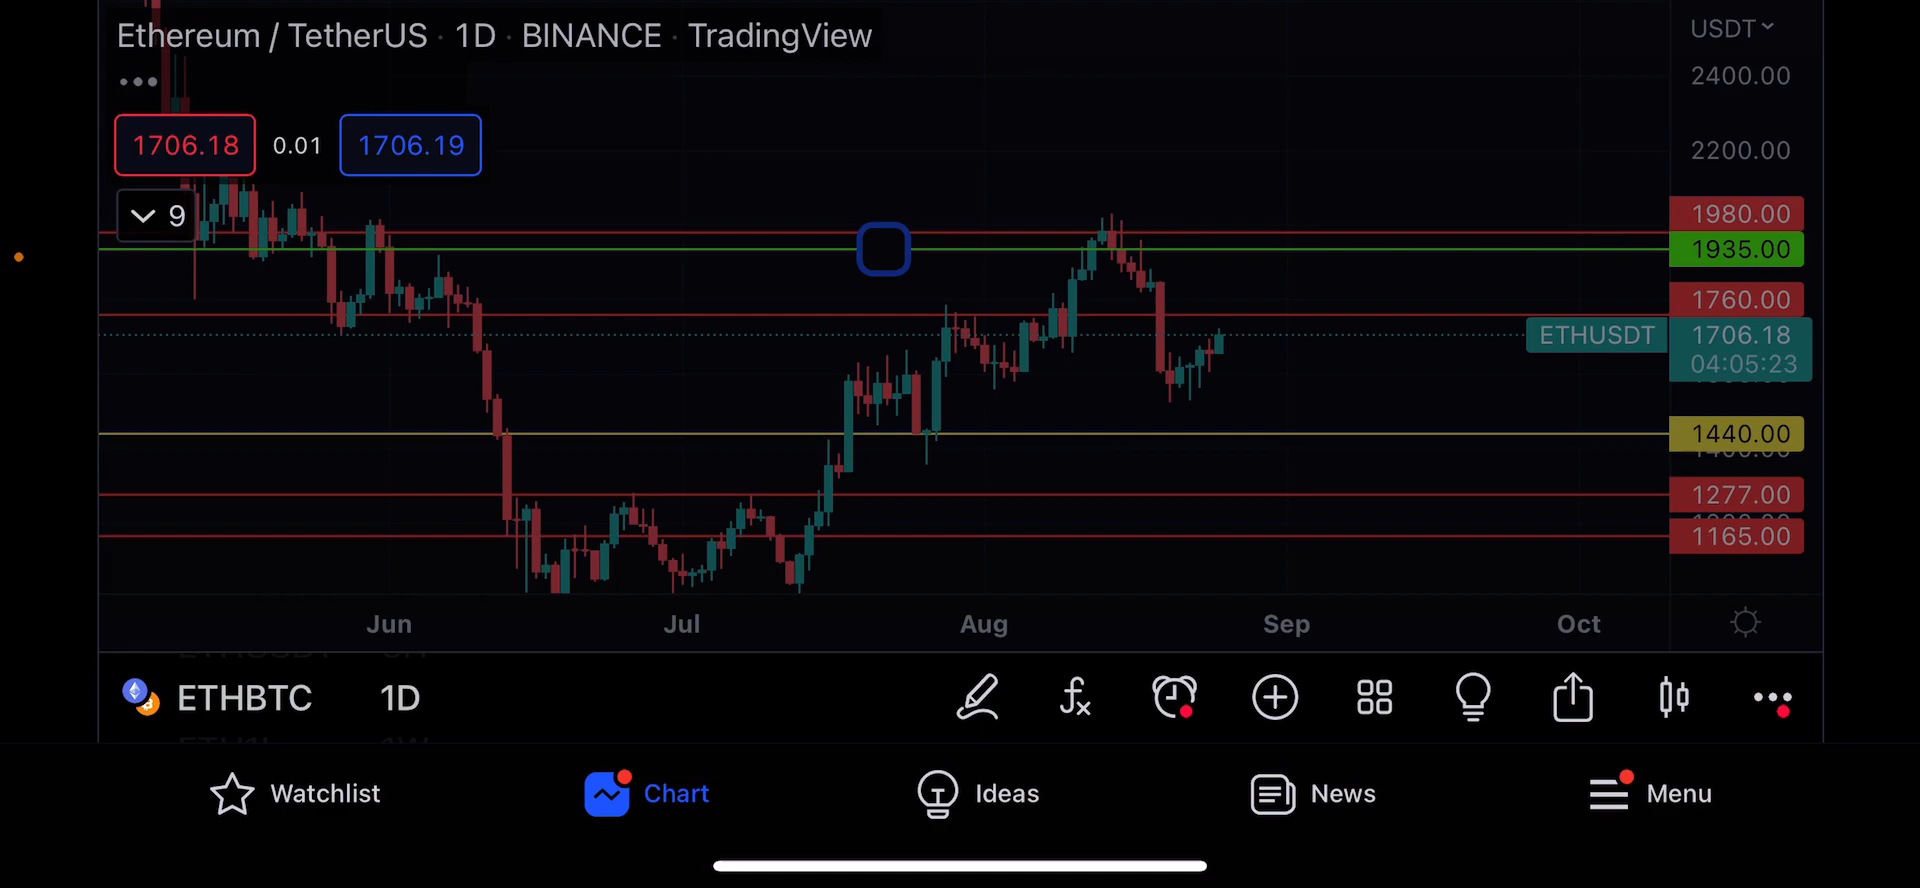 Ethereum / TetherUS · 1D · BINANCE · TradingView
USDT
2400.00
1706.18 0.01 1706.19
2200.00
9
1980.00
1935.00
1760.00
ETHUSDT 1706.18
04:05:23
1440.00
1277.00
1165.00
Jun Jul Aug Sep Oct
ETHBTC 1D
Watchlist Chart Ideas News Menu